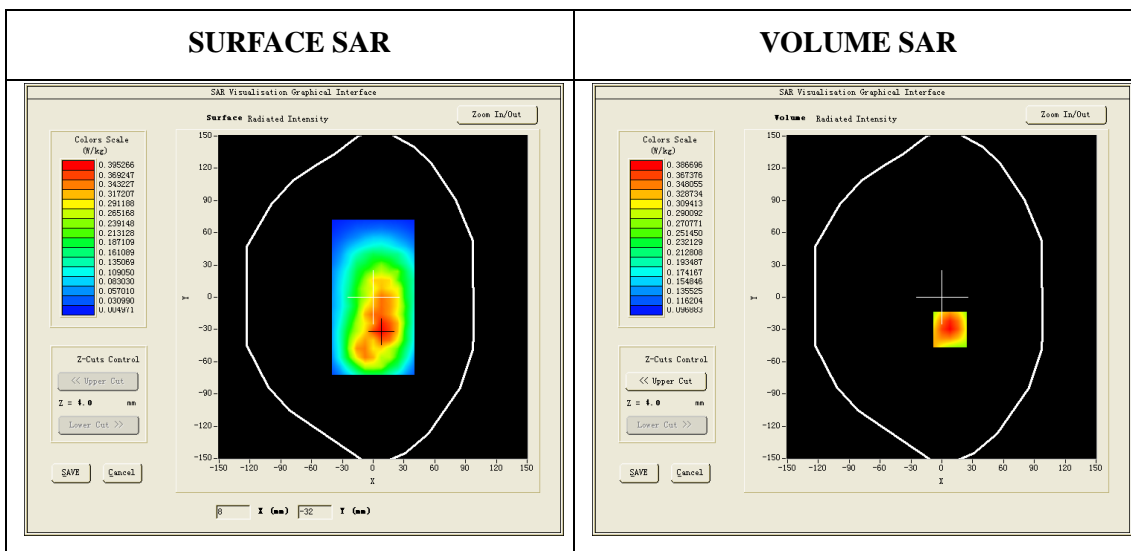 SURFACE SAR
SAR Visualisation Graphical Interface
Surface Radiated Intensity
Zoom In/Out
Colors Scale
(W/kg)
0.395266
0.369247
0.343227
0.317207
0.291188
0.265168
0.239148
0.213128
0.187109
0.161089
0.135069
0.109050
0.083030
0.057010
0.030990
0.004971
150
120
90
60
30
0
-30
-60
-90
-120
-150
Y
-150 -120 -90 -60 -30 0 30 60 90 120 150
X
Z-Cuts Control
<< Upper Cut
Z = 4.0 mm
Lower Cut >>
SAVE Cancel
8 X (mm) -32 Y (mm)
VOLUME SAR
SAR Visualisation Graphical Interface
Volume Radiated Intensity
Zoom In/Out
Colors Scale
(W/kg)
0.386696
0.367376
0.348055
0.328734
0.309413
0.290092
0.270771
0.251450
0.232129
0.212808
0.193487
0.174167
0.154846
0.135525
0.116204
0.096883
150
120
90
60
30
0
-30
-60
-90
-120
-150
Y
-150 -120 -90 -60 -30 0 30 60 90 120 150
X
Z-Cuts Control
<< Upper Cut
Z = 4.0 mm
Lower Cut >>
SAVE Cancel